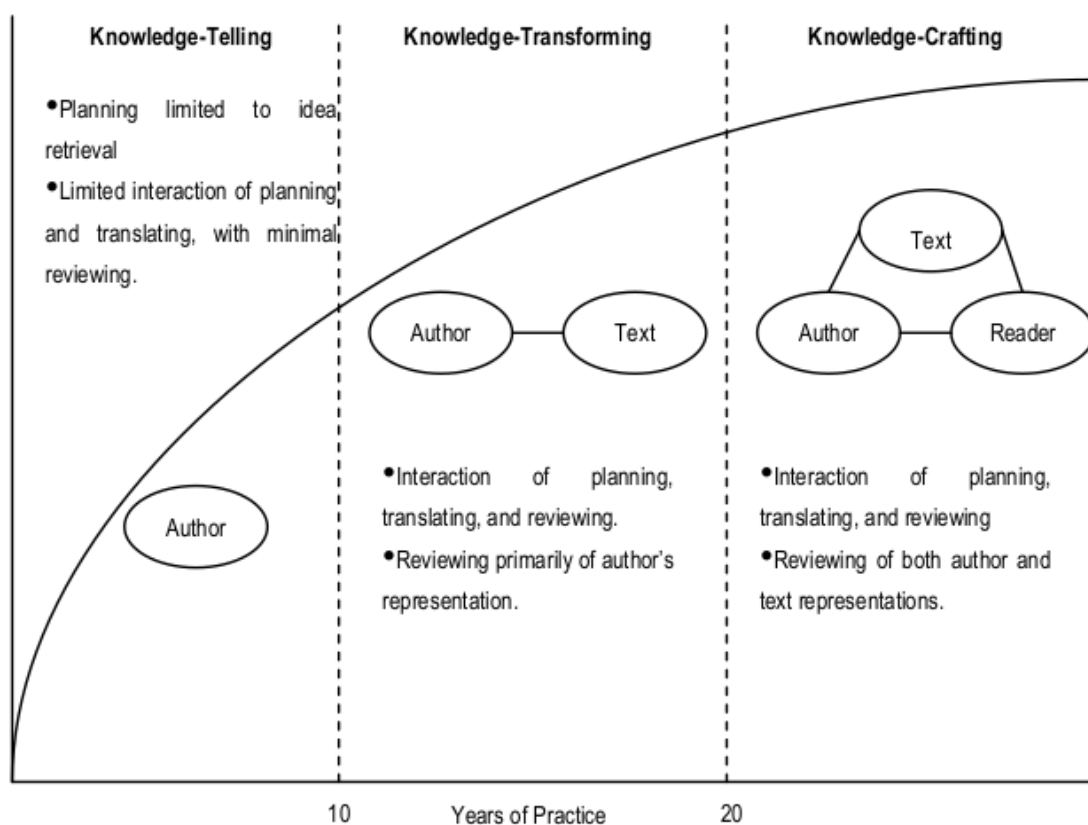 Knowledge-Telling
•Planning limited to idea
retrieval
•Limited interaction of planning
and translating, with minimal
reviewing.
Author
Knowledge-Transforming
Author
Text
•Interaction of planning,
translating, and reviewing.
•Reviewing primarily of author's
representation.
Knowledge-Crafting
Text
Author
Reader
•Interaction of planning,
translating, and reviewing
•Reviewing of both author and
text representations.
10
Years of Practice
20